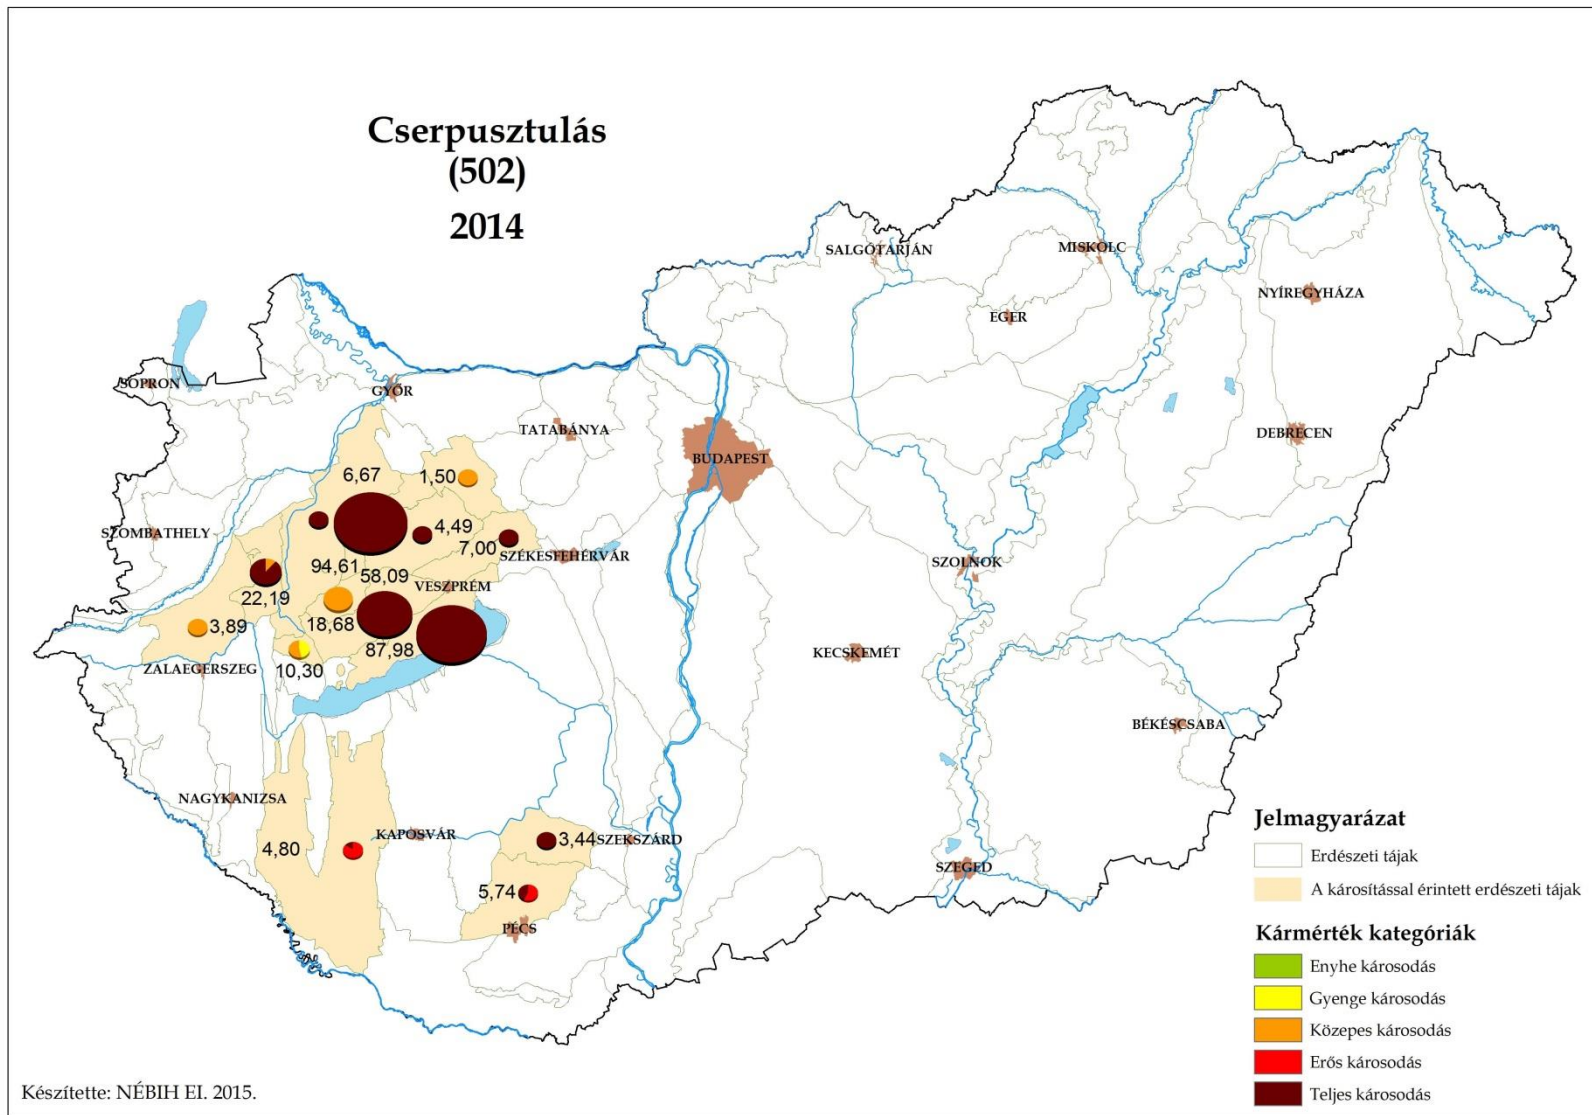 Cserpusztulás
(502)
2014
SALGÓTARJÁN
MISKOLC
NYÍREGYHÁZA
EGER
SOPRON
GYŐR
TATABÁNYA
DEBRECEN
BUDAPEST
6,67
1,50
SZOMBATHELY
4,49
7,00
SZÉKESFEHÉRVÁR
SZOLNOK
94,61
58,09
VESZPRÉM
22,19
18,68
3,89
87,98
ZALAEGERSZEG
10,30
KECSKEMÉT
BÉKÉSCSABA
NAGYKANIZSA
KAPOSVÁR
4,80
3,44
SZEKSZÁRD
SZEGED
5,74
PÉCS
Jelmagyarázat
Erdészeti tájak
A károsítással érintett erdészeti tájak
Kármérték kategóriák
Enyhe károsodás
Gyenge károsodás
Közepes károsodás
Erős károsodás
Teljes károsodás
Készítette: NÉBIH EI. 2015.